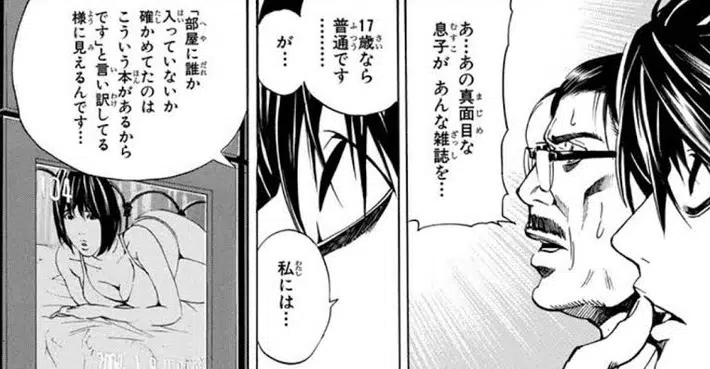 あ…あの真面目な
息子が あんな雑誌を…
17歳なら
普通です
………
が…
私には…
「部屋に誰か
入っていないか
確かめてたのは
こういう本があるから
です」と言い訳してる
様に見えるんです…